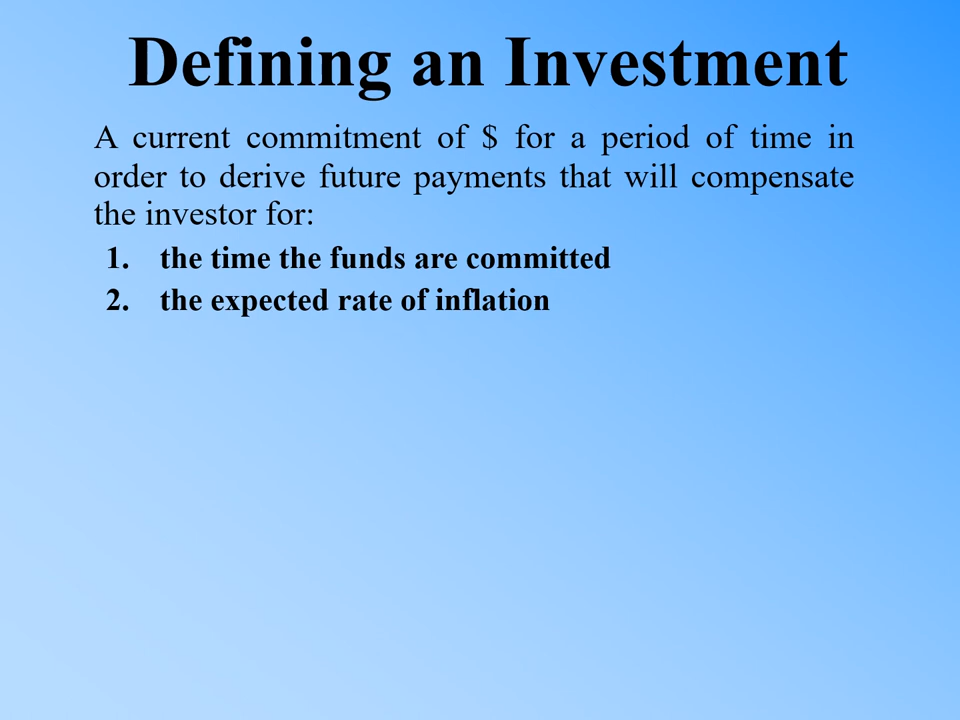 Defining an Investment
A current commitment of $ for a period of time in
order to derive future payments that will compensate
the investor for:
1. the time the funds are committed
2. the expected rate of inflation